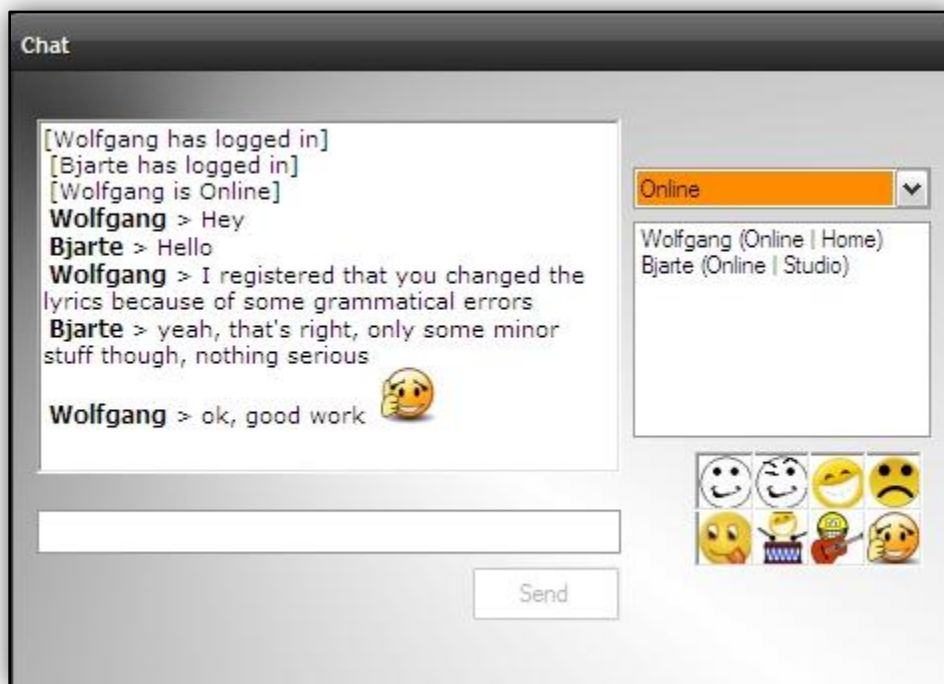 Chat
[Wolfgang has logged in]
[Bjarte has logged in]
[Wolfgang is Online]
Wolfgang > Hey
Bjarte > Hello
Wolfgang > I registered that you changed the
lyrics because of some grammatical errors
Bjarte > yeah, that's right, only some minor
stuff though, nothing serious
Wolfgang > ok, good work
Online
Wolfgang (Online | Home)
Bjarte (Online | Studio)
Send